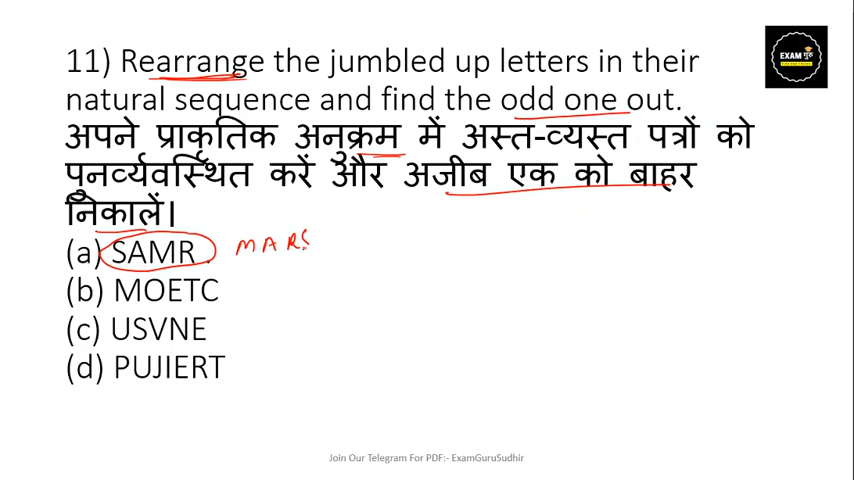 11) Rearrange the jumbled up letters in their
natural sequence and find the odd one out.
अपने प्राकृतिक अनुक्रम में अस्त-व्यस्त पत्रों को
पुनर्व्यवस्थित करें और अजीब एक को बाहर
निकालें।
(a) SAMR . MARS
(b) MOETC
(c) USVNE
(d) PUJIERT
EXAM गुरु
Join Our Telegram For PDF:- ExamGuruSudhir